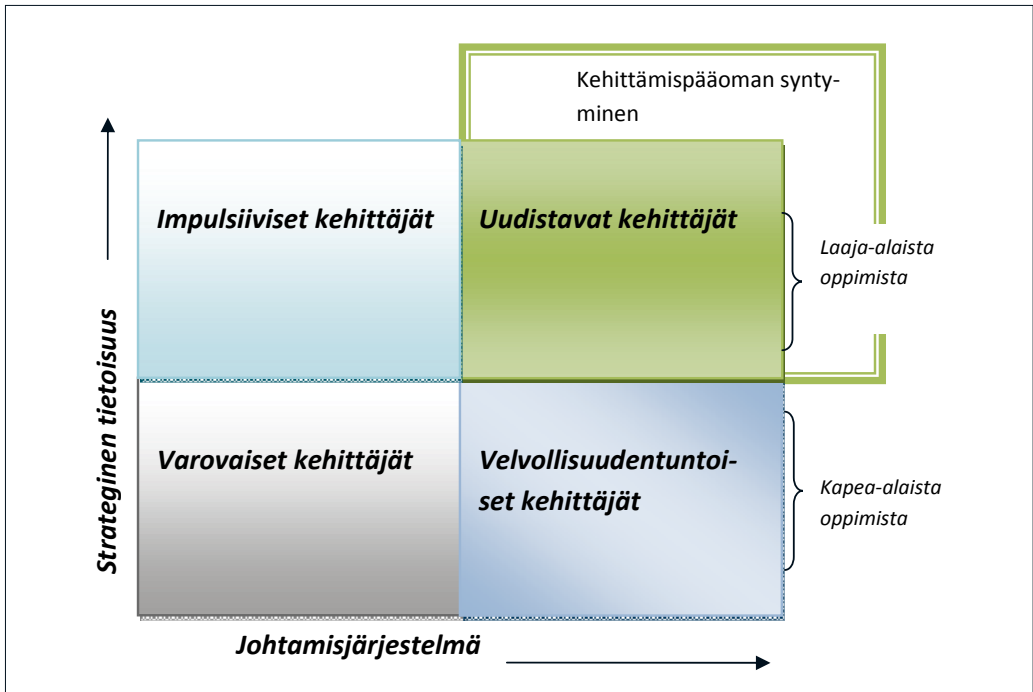 Kehittämispääoman synty-
minen
Impulsiiviset kehittäjät
Uudistavat kehittäjät
Laaja-alaista
oppimista
Strateginen tietoisuus
Varovaiset kehittäjät
Velvollisuudentuntoi-
set kehittäjät
Kapea-alaista
oppimista
Johtamisjärjestelmä